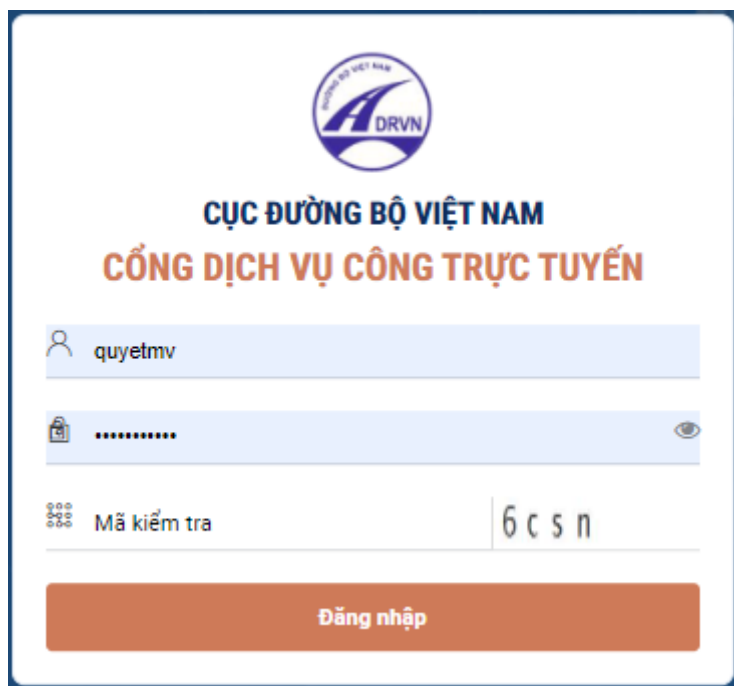 ĐƯỜNG BỘ VIỆT NAM
DRVN
CỤC ĐƯỜNG BỘ VIỆT NAM
CỔNG DỊCH VỤ CÔNG TRỰC TUYẾN
quyetmv
•••••••••••
Mã kiểm tra 6 c s n
Đăng nhập